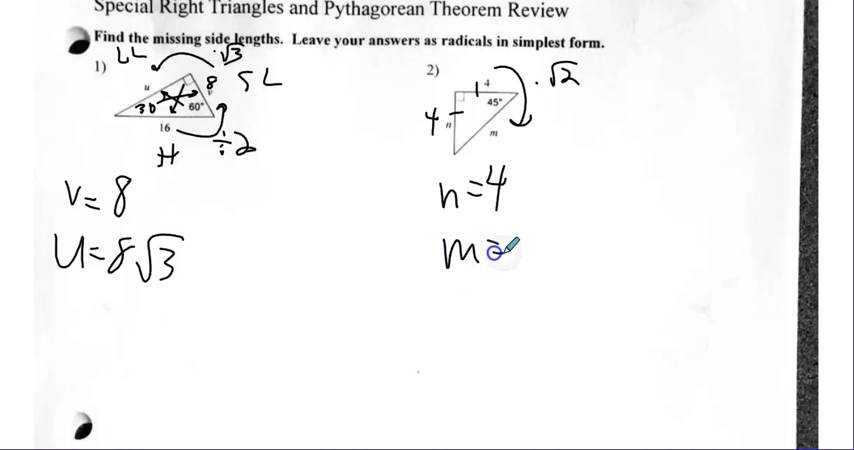 Special Right Triangles and Pythagorean Theorem Review
Find the missing side lengths. Leave your answers as radicals in simplest form.
1)
LL
·√3
u
8
SL
30
60°
v
16
H
÷2
v=8
U=8√3
2)
4
·√2
45°
4
n
m
n=4
m=